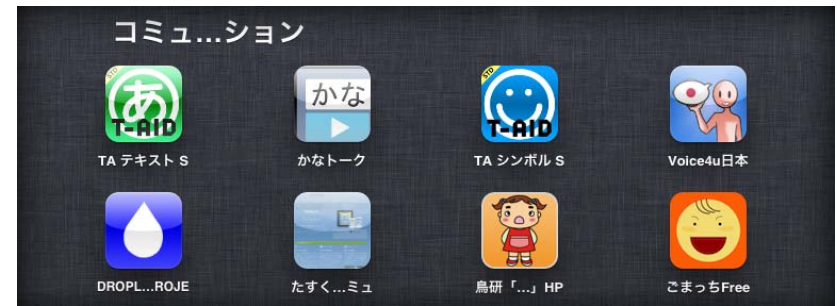 コミュ...ション
STD
あ
T-AID
かな
STD
T-AID
TA テキスト S
かなトーク
TA シンボル S
Voice4u日本
DROPL...ROJE
たすく...ミュ
鳥研「...」HP
ごまっちFree